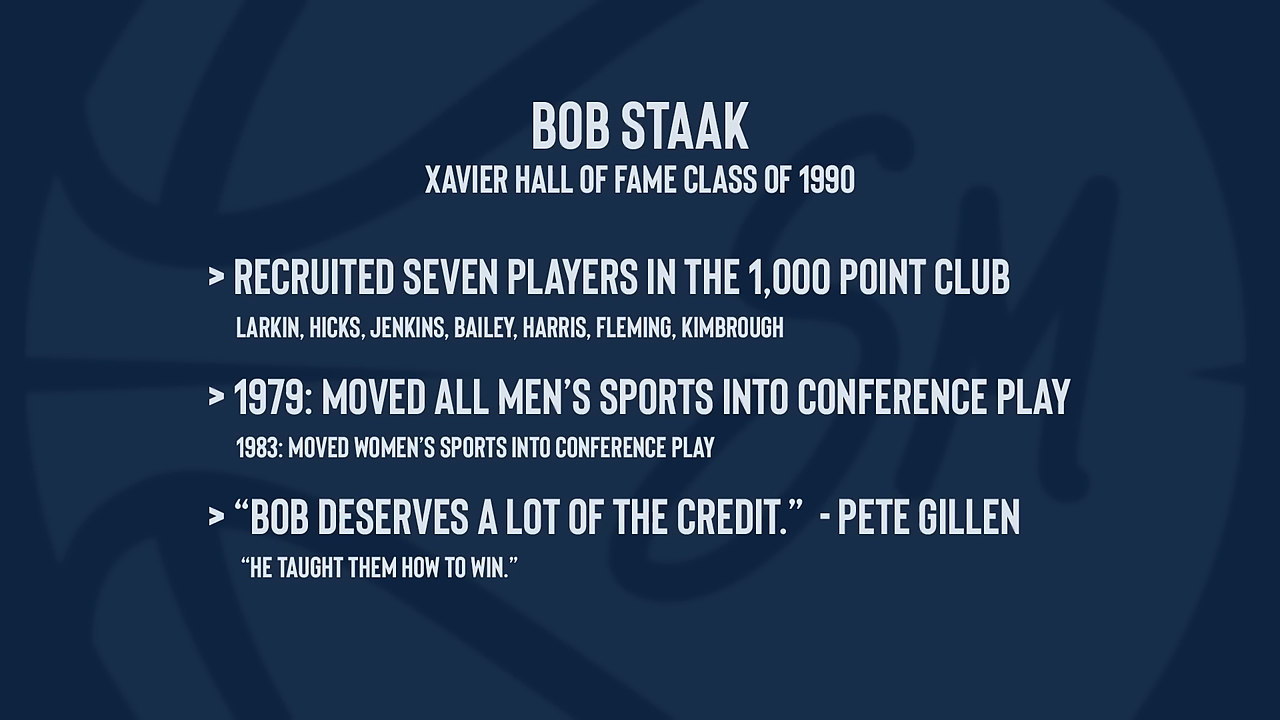 BOB STAAK
XAVIER HALL OF FAME CLASS OF 1990
> RECRUITED SEVEN PLAYERS IN THE 1,000 POINT CLUB
LARKIN, HICKS, JENKINS, BAILEY, HARRIS, FLEMING, KIMBROUGH
> 1979: MOVED ALL MEN’S SPORTS INTO CONFERENCE PLAY
1983: MOVED WOMEN’S SPORTS INTO CONFERENCE PLAY
> “BOB DESERVES A LOT OF THE CREDIT.” - PETE GILLEN
“HE TAUGHT THEM HOW TO WIN.”
SM